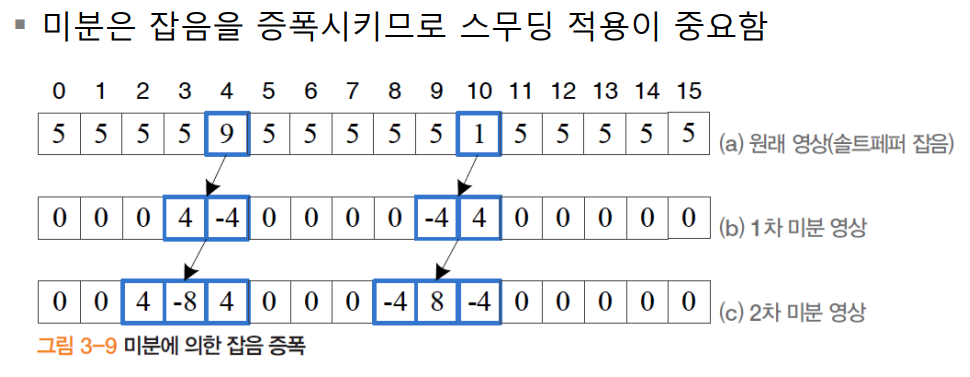 ▪ 미분은 잡음을 증폭시키므로 스무딩 적용이 중요함
0 1 2 3 4 5 6 7 8 9 10 11 12 13 14 15
5 5 5 5 9 5 5 5 5 5 1 5 5 5 5 5 (a) 원래 영상(솔트페퍼 잡음)
0 0 0 4 -4 0 0 0 0 -4 4 0 0 0 0 0 (b) 1차 미분 영상
0 0 4 -8 4 0 0 0 -4 8 -4 0 0 0 0 0 (c) 2차 미분 영상
그림 3-9 미분에 의한 잡음 증폭